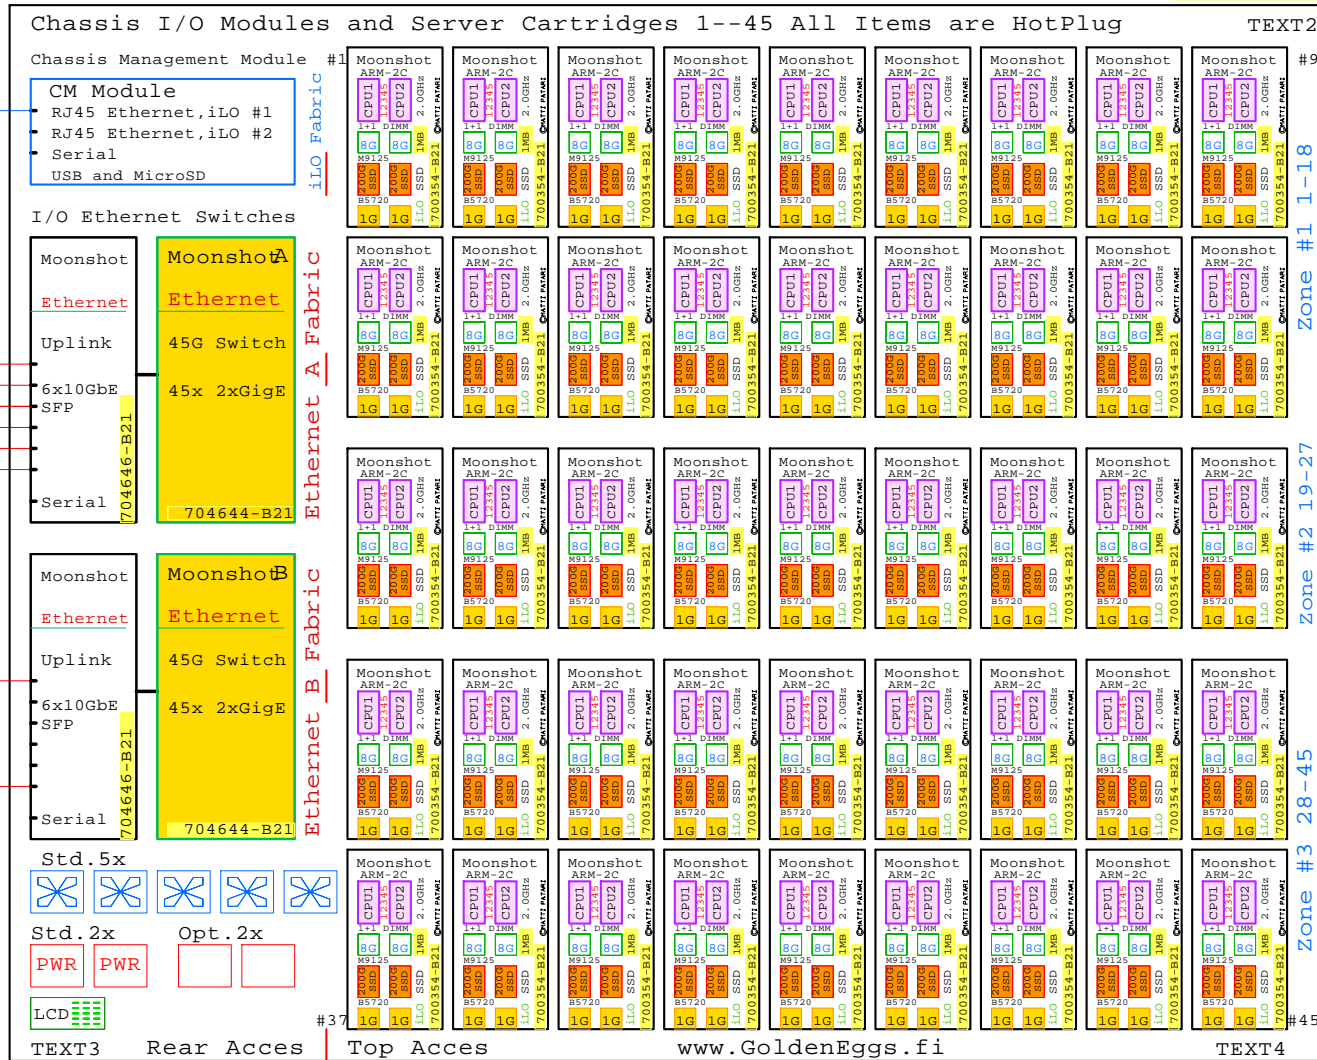 Chassis I/O Modules and Server Cartridges 1--45 All Items are HotPlug
TEXT2
Chassis Management Module
#1
#9
CM Module
RJ45 Ethernet,iLO #1
RJ45 Ethernet,iLO #2
Serial
USB and MicroSD
iLO Fabric
I/O Ethernet Switches
Moonshot
Ethernet
Uplink
6x10GbE
SFP
Serial
704646-B21
Moonshot A
Ethernet
45G Switch
45x 2xGigE
704644-B21
Ethernet A Fabric
Moonshot
Ethernet
Uplink
6x10GbE
SFP
Serial
704646-B21
Moonshot B
Ethernet
45G Switch
45x 2xGigE
704644-B21
Ethernet B Fabric
Std.5x
Std.2x
Opt.2x
PWR
PWR
LCD
TEXT3
Rear Acces
Moonshot
ARM-2C
CPU1
12345
CPU2
2.0GHz
©MATTI PATARI
1+1 DIMM
8G
8G
1MB
M9125
200G SSD
200G SSD
SSD
B5720
1G
1G
iLO
700354-B21
Zone #1 1-18
Zone #2 19-27
Zone #3 28-45
#37
#45
Top Acces
www.GoldenEggs.fi
TEXT4